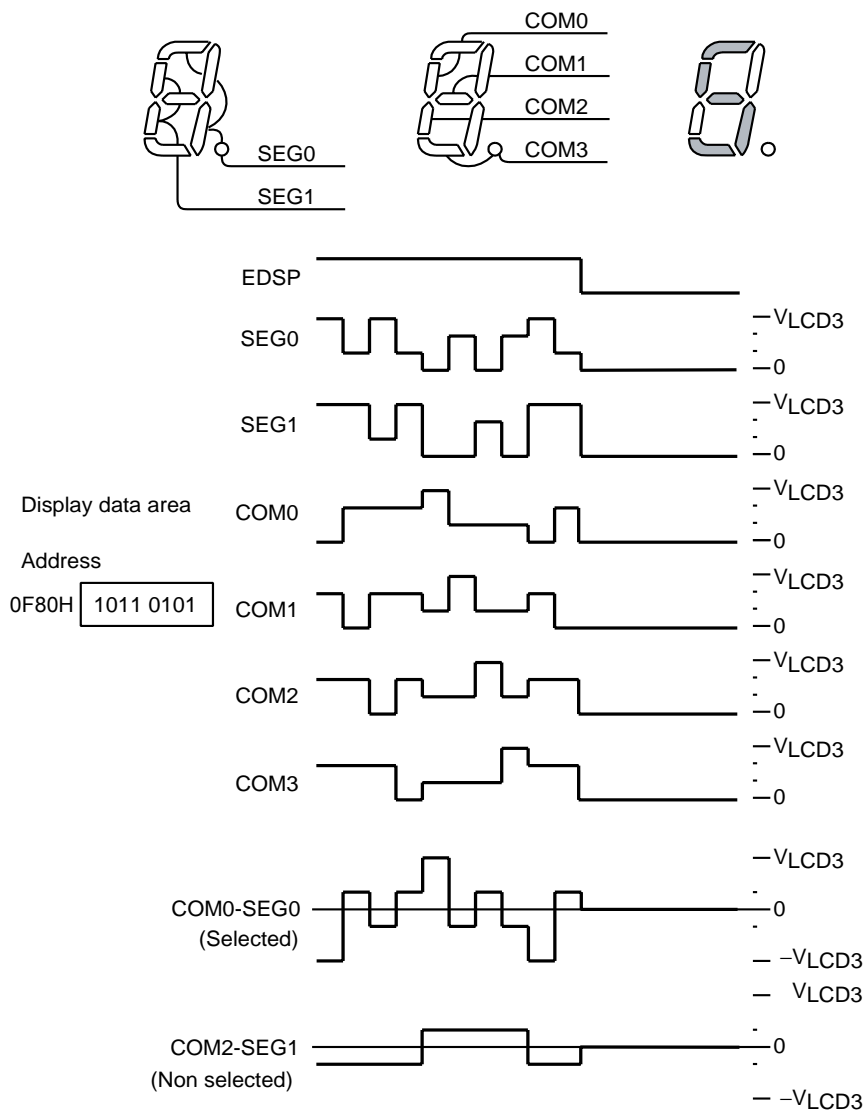 COM0
COM1
COM2
COM3
SEG0
SEG1
EDSP
SEG0
VLCD3
0
SEG1
VLCD3
0
Display data area
COM0
VLCD3
0
Address
0F80H 1011 0101
COM1
VLCD3
0
COM2
VLCD3
0
COM3
VLCD3
0
COM0-SEG0
(Selected)
VLCD3
0
−VLCD3
COM2-SEG1
(Non selected)
VLCD3
0
−VLCD3